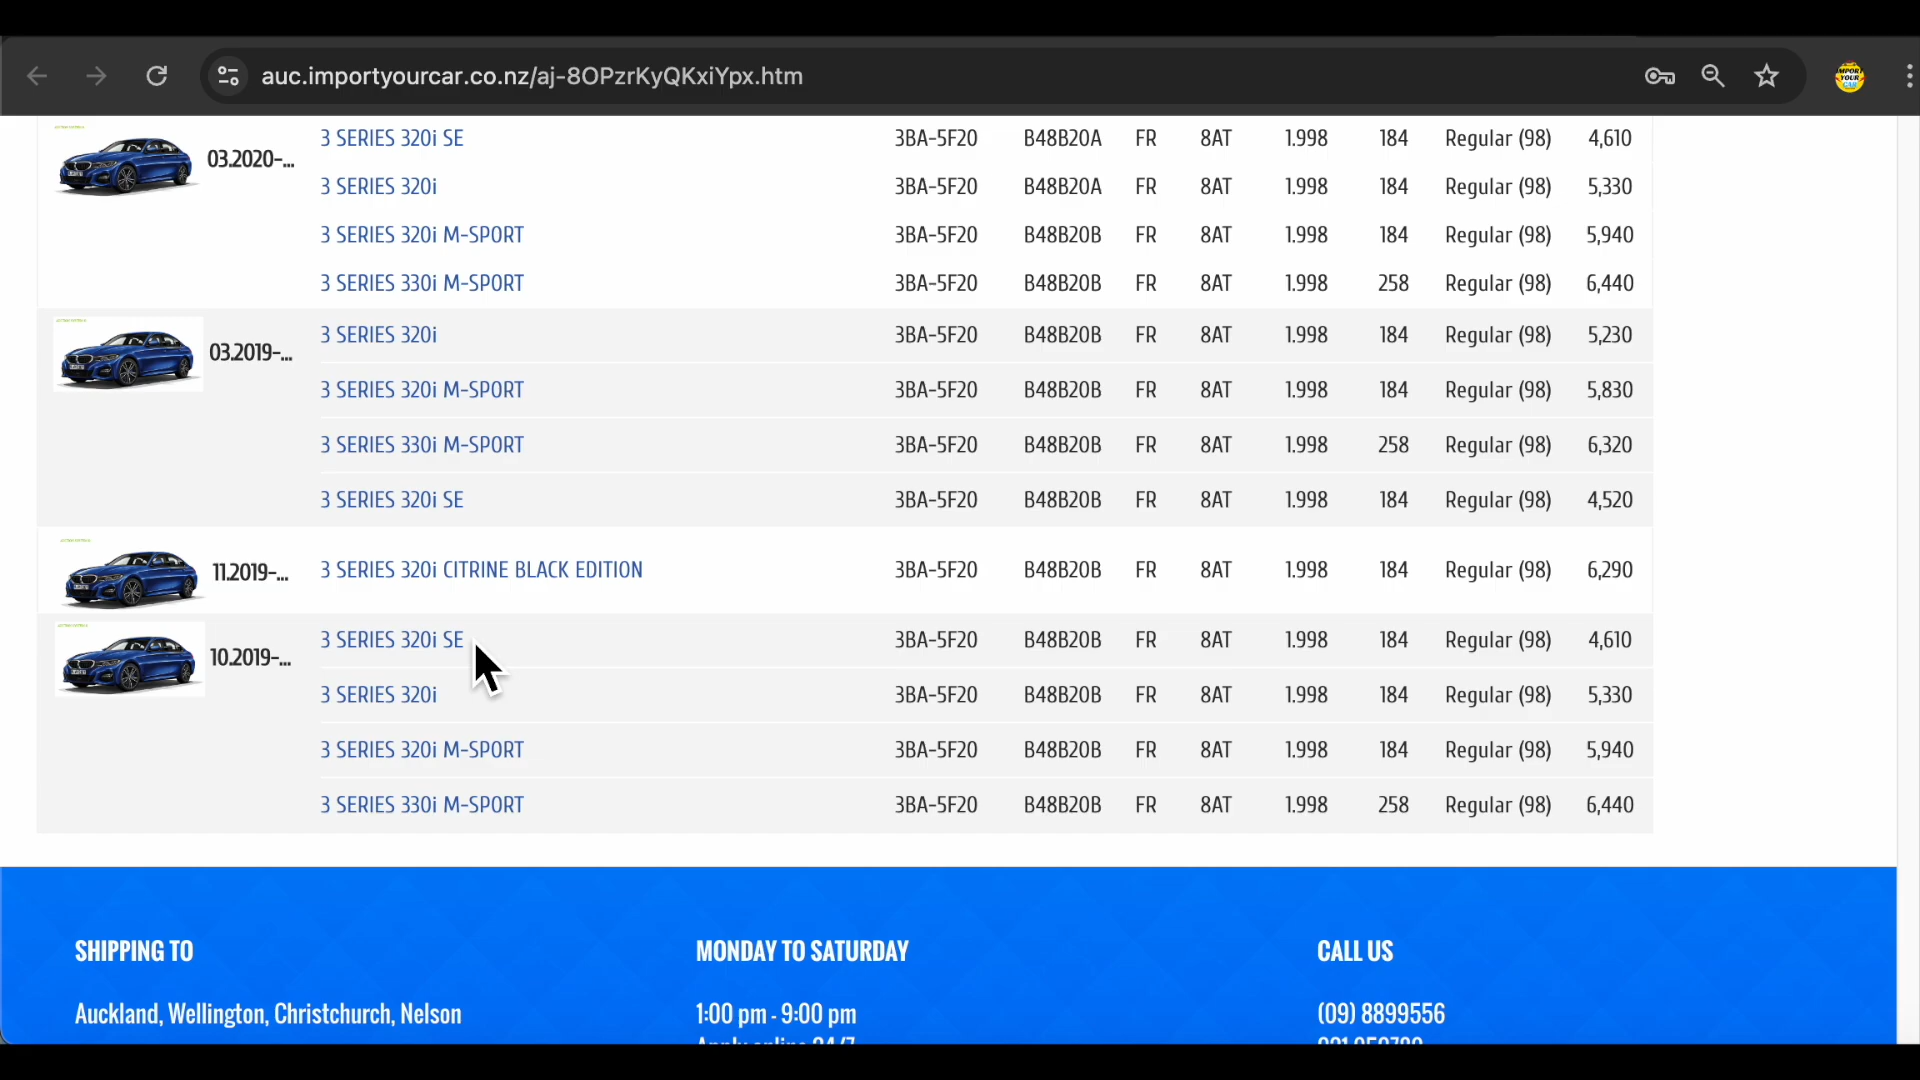 auc.importyourcar.co.nz/aj-8OPzrKyQKxiYpx.htm
IMPORT YOUR CAR
3 SERIES 320i SE 3BA-5F20 B48B20A FR 8AT 1.998 184 Regular (98) 4,610
03.2020-...
3 SERIES 320i 3BA-5F20 B48B20A FR 8AT 1.998 184 Regular (98) 5,330
3 SERIES 320i M-SPORT 3BA-5F20 B48B20B FR 8AT 1.998 184 Regular (98) 5,940
3 SERIES 330i M-SPORT 3BA-5F20 B48B20B FR 8AT 1.998 258 Regular (98) 6,440
3 SERIES 320i 3BA-5F20 B48B20B FR 8AT 1.998 184 Regular (98) 5,230
03.2019-...
3 SERIES 320i M-SPORT 3BA-5F20 B48B20B FR 8AT 1.998 184 Regular (98) 5,830
3 SERIES 330i M-SPORT 3BA-5F20 B48B20B FR 8AT 1.998 258 Regular (98) 6,320
3 SERIES 320i SE 3BA-5F20 B48B20B FR 8AT 1.998 184 Regular (98) 4,520
11.2019-... 3 SERIES 320i CITRINE BLACK EDITION 3BA-5F20 B48B20B FR 8AT 1.998 184 Regular (98) 6,290
3 SERIES 320i SE 3BA-5F20 B48B20B FR 8AT 1.998 184 Regular (98) 4,610
10.2019-...
3 SERIES 320i 3BA-5F20 B48B20B FR 8AT 1.998 184 Regular (98) 5,330
3 SERIES 320i M-SPORT 3BA-5F20 B48B20B FR 8AT 1.998 184 Regular (98) 5,940
3 SERIES 330i M-SPORT 3BA-5F20 B48B20B FR 8AT 1.998 258 Regular (98) 6,440
SHIPPING TO
Auckland, Wellington, Christchurch, Nelson
MONDAY TO SATURDAY
1:00 pm - 9:00 pm
Apply online 24/7
CALL US
(09) 8899556